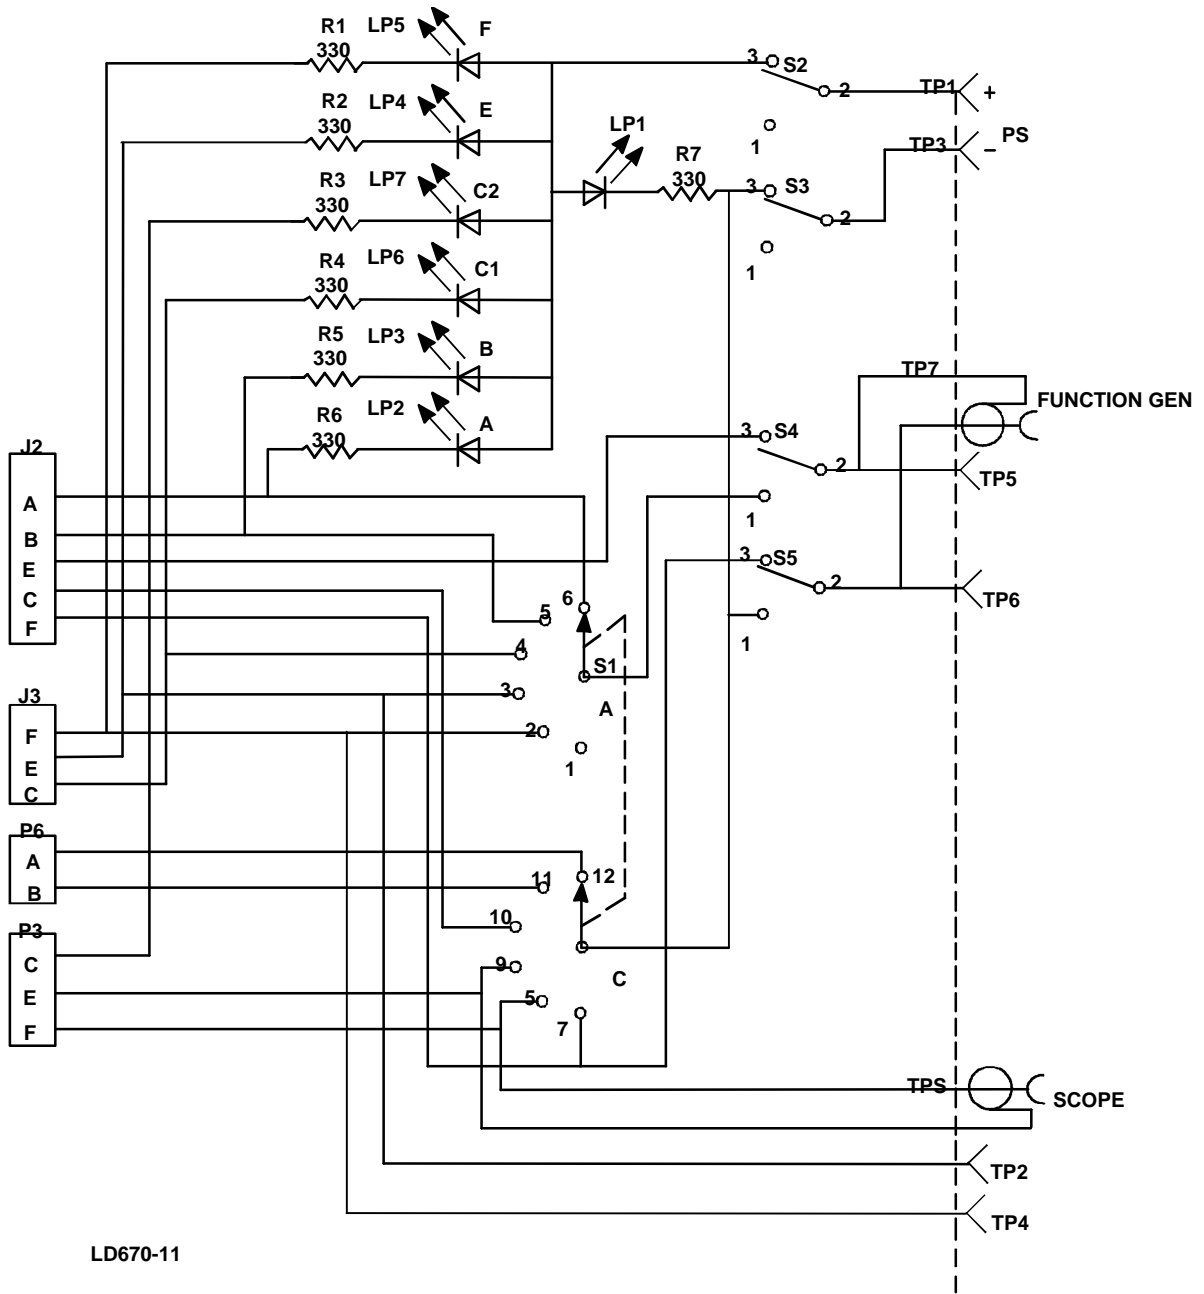 R1 LP5 F
330
3 S2
2 TP1 +
R2 LP4 E
330
LP1
1
TP3 – PS
R7
330
R3 LP7 C2
330
3 S3
2
R4 LP6 C1
330
1
R5 LP3 B
330
TP7
FUNCTION GEN
R6 LP2 A
330
3 S4
2
TP5
J2
A
B
E
C
F
1
3 S5
2
TP6
1
6
5
4
S1
3
A
2
1
J3
F
E
C
P6
A
B
12
11
10
P3
C
E
F
9
C
5
7
TPS
SCOPE
TP2
TP4
LD670-11